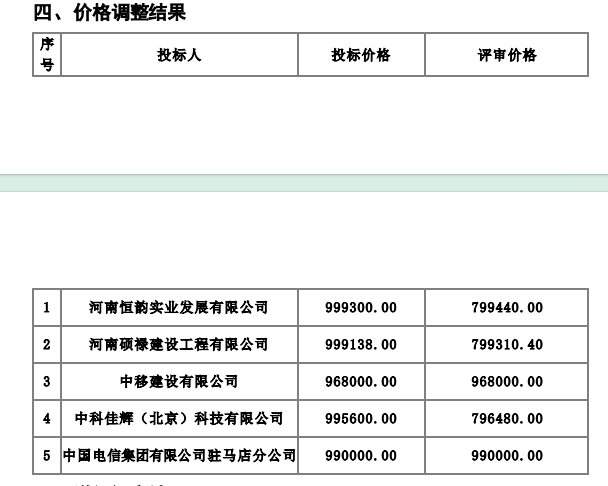 四、价格调整结果
序号 投标人 投标价格 评审价格
1 河南恒韵实业发展有限公司 999300.00 799440.00
2 河南硕禄建设工程有限公司 999138.00 799310.40
3 中移建设有限公司 968000.00 968000.00
4 中科佳辉（北京）科技有限公司 995600.00 796480.00
5 中国电信集团有限公司驻马店分公司 990000.00 990000.00